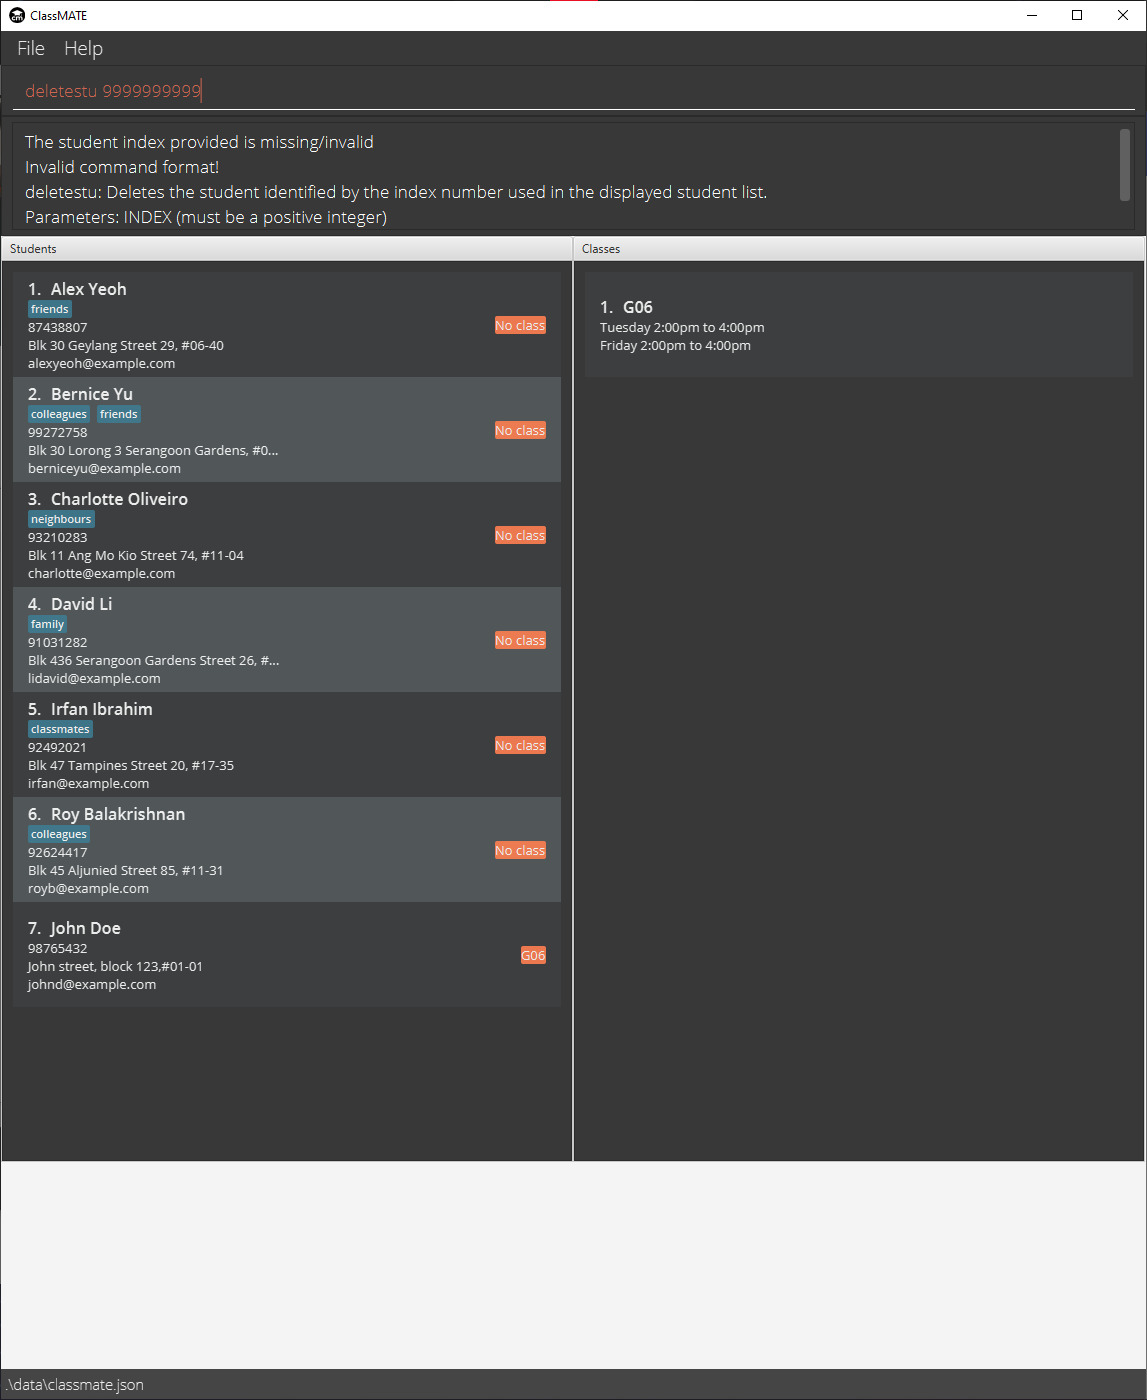 ClassMATE
File Help
deletestu 9999999999
The student index provided is missing/invalid
Invalid command format!
deletestu: Deletes the student identified by the index number used in the displayed student list.
Parameters: INDEX (must be a positive integer)
Students
1. Alex Yeoh
friends
87438807
No class
Blk 30 Geylang Street 29, #06-40
alexyeoh@example.com
2. Bernice Yu
colleagues friends
99272758
No class
Blk 30 Lorong 3 Serangoon Gardens, #0...
berniceyu@example.com
3. Charlotte Oliveiro
neighbours
93210283
No class
Blk 11 Ang Mo Kio Street 74, #11-04
charlotte@example.com
4. David Li
family
91031282
No class
Blk 436 Serangoon Gardens Street 26, #...
lidavid@example.com
5. Irfan Ibrahim
classmates
92492021
No class
Blk 47 Tampines Street 20, #17-35
irfan@example.com
6. Roy Balakrishnan
colleagues
92624417
No class
Blk 45 Aljunied Street 85, #11-31
royb@example.com
7. John Doe
98765432
G06
John street, block 123,#01-01
johnd@example.com
Classes
1. G06
Tuesday 2:00pm to 4:00pm
Friday 2:00pm to 4:00pm
.\data\classmate.json